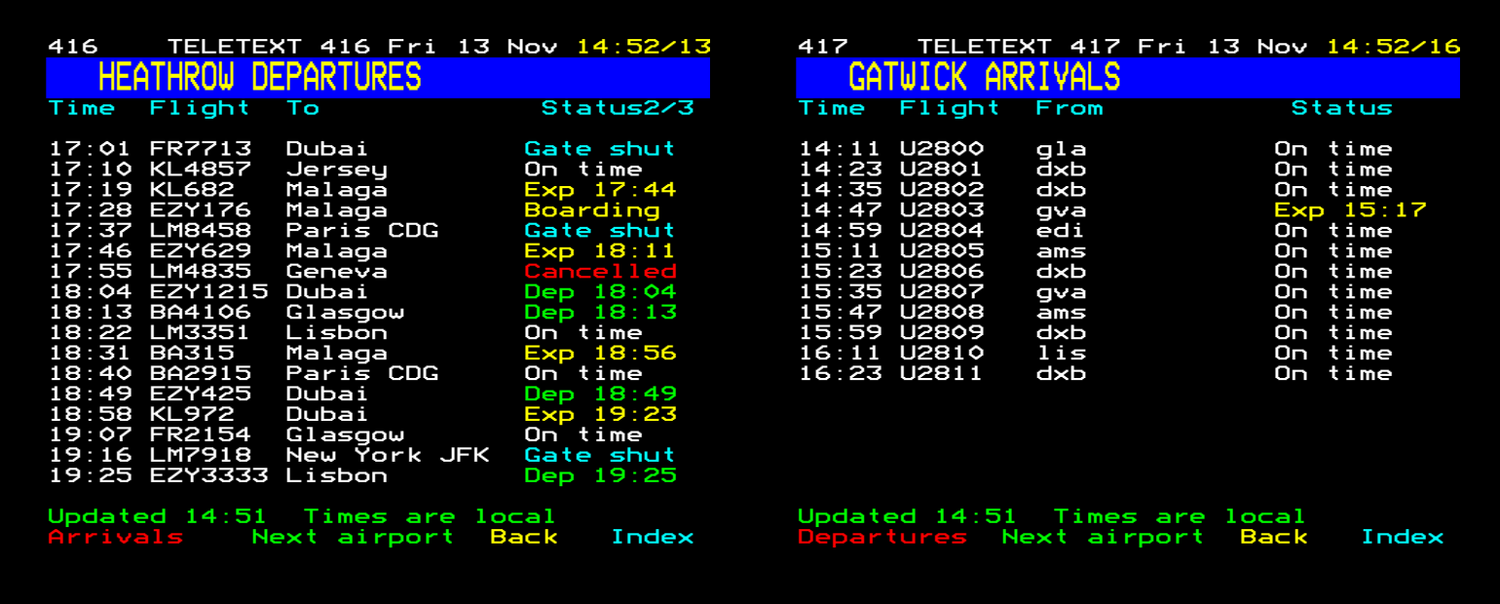 416 TELETEXT 416 Fri 13 Nov 14:52/13
HEATHROW DEPARTURES
Time Flight To Status2/3
17:01 FR7713 Dubai Gate shut
17:10 KL4857 Jersey On time
17:19 KL682 Malaga Exp 17:44
17:28 EZY176 Malaga Boarding
17:37 LM8458 Paris CDG Gate shut
17:46 EZY629 Malaga Exp 18:11
17:55 LM4835 Geneva Cancelled
18:04 EZY1215 Dubai Dep 18:04
18:13 BA4106 Glasgow Dep 18:13
18:22 LM3351 Lisbon On time
18:31 BA315 Malaga Exp 18:56
18:40 BA2915 Paris CDG On time
18:49 EZY425 Dubai Dep 18:49
18:58 KL972 Dubai Exp 19:23
19:07 FR2154 Glasgow On time
19:16 LM7918 New York JFK Gate shut
19:25 EZY3333 Lisbon Dep 19:25
Updated 14:51 Times are local
Arrivals Next airport Back Index
417 TELETEXT 417 Fri 13 Nov 14:52/16
GATWICK ARRIVALS
Time Flight From Status
14:11 U2800 gla On time
14:23 U2801 dxb On time
14:35 U2802 dxb On time
14:47 U2803 gva Exp 15:17
14:59 U2804 edi On time
15:11 U2805 ams On time
15:23 U2806 dxb On time
15:35 U2807 gva On time
15:47 U2808 ams On time
15:59 U2809 dxb On time
16:11 U2810 lis On time
16:23 U2811 dxb On time
Updated 14:51 Times are local
Departures Next airport Back Index